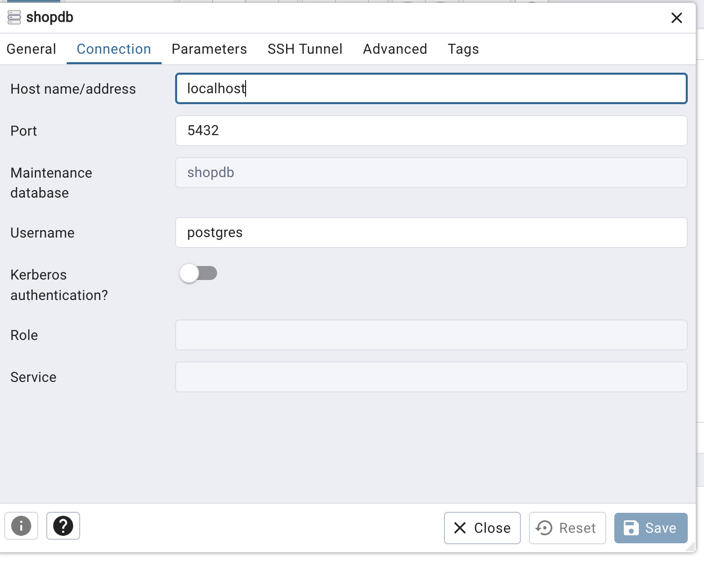 shopdb
General Connection Parameters SSH Tunnel Advanced Tags
Host name/address localhost
Port 5432
Maintenance
database
shopdb
Username postgres
Kerberos
authentication?
Role
Service
Close Reset Save